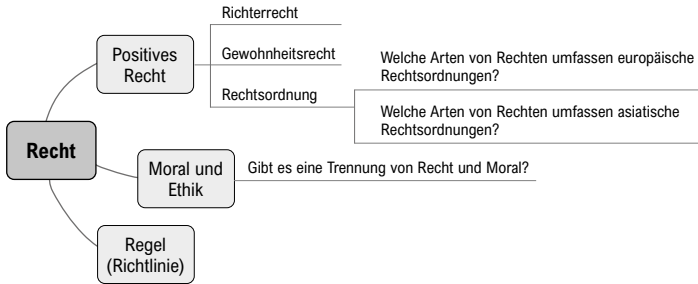 Richterrecht
Positives
Recht
Gewohnheitsrecht
Welche Arten von Rechten umfassen europäische
Rechtsordnungen?
Rechtsordnung
Welche Arten von Rechten umfassen asiatische
Rechtsordnungen?
Recht
Moral und
Ethik
Gibt es eine Trennung von Recht und Moral?
Regel
(Richtlinie)